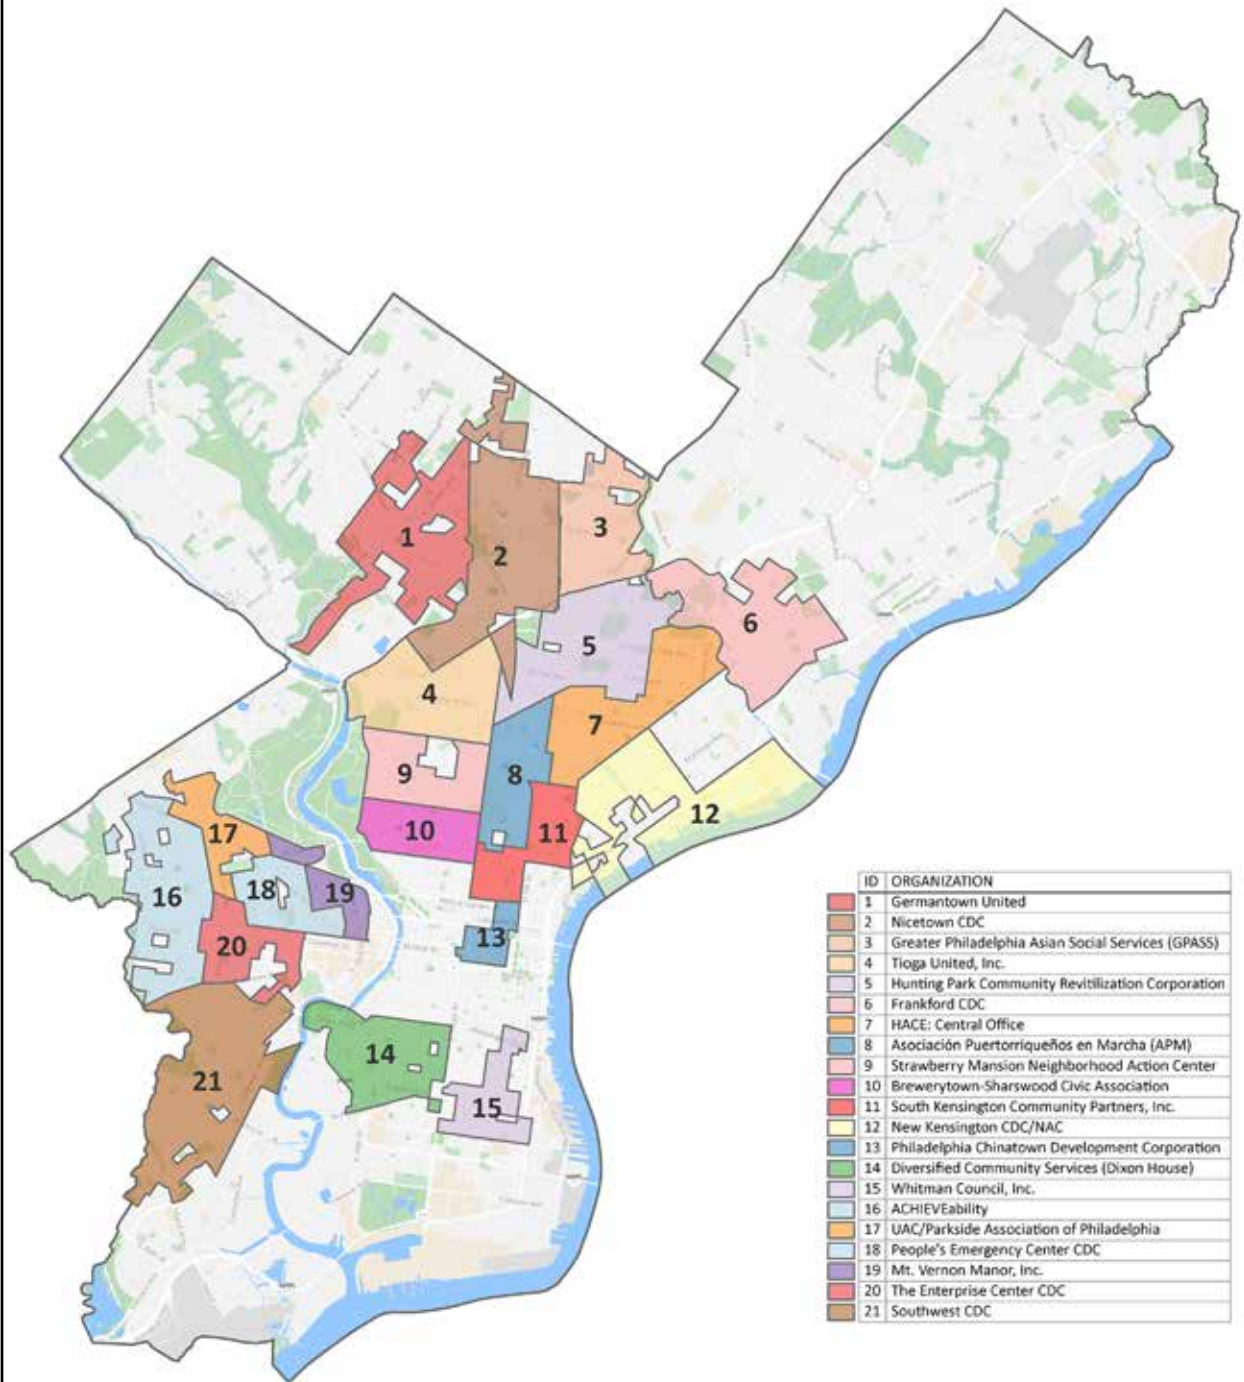 1
2
3
4
5
6
7
8
9
10
11
12
13
14
15
16
17
18
19
20
21
ID ORGANIZATION
1 Germantown United
2 Nicetown CDC
3 Greater Philadelphia Asian Social Services (GPASS)
4 Tioga United, Inc.
5 Hunting Park Community Revitilization Corporation
6 Frankford CDC
7 HACE: Central Office
8 Asociación Puertorriqueños en Marcha (APM)
9 Strawberry Mansion Neighborhood Action Center
10 Brewerytown-Sharswood Civic Association
11 South Kensington Community Partners, Inc.
12 New Kensington CDC/NAC
13 Philadelphia Chinatown Development Corporation
14 Diversified Community Services (Dixon House)
15 Whitman Council, Inc.
16 ACHIEVEability
17 UAC/Parkside Association of Philadelphia
18 People's Emergency Center CDC
19 Mt. Vernon Manor, Inc.
20 The Enterprise Center CDC
21 Southwest CDC